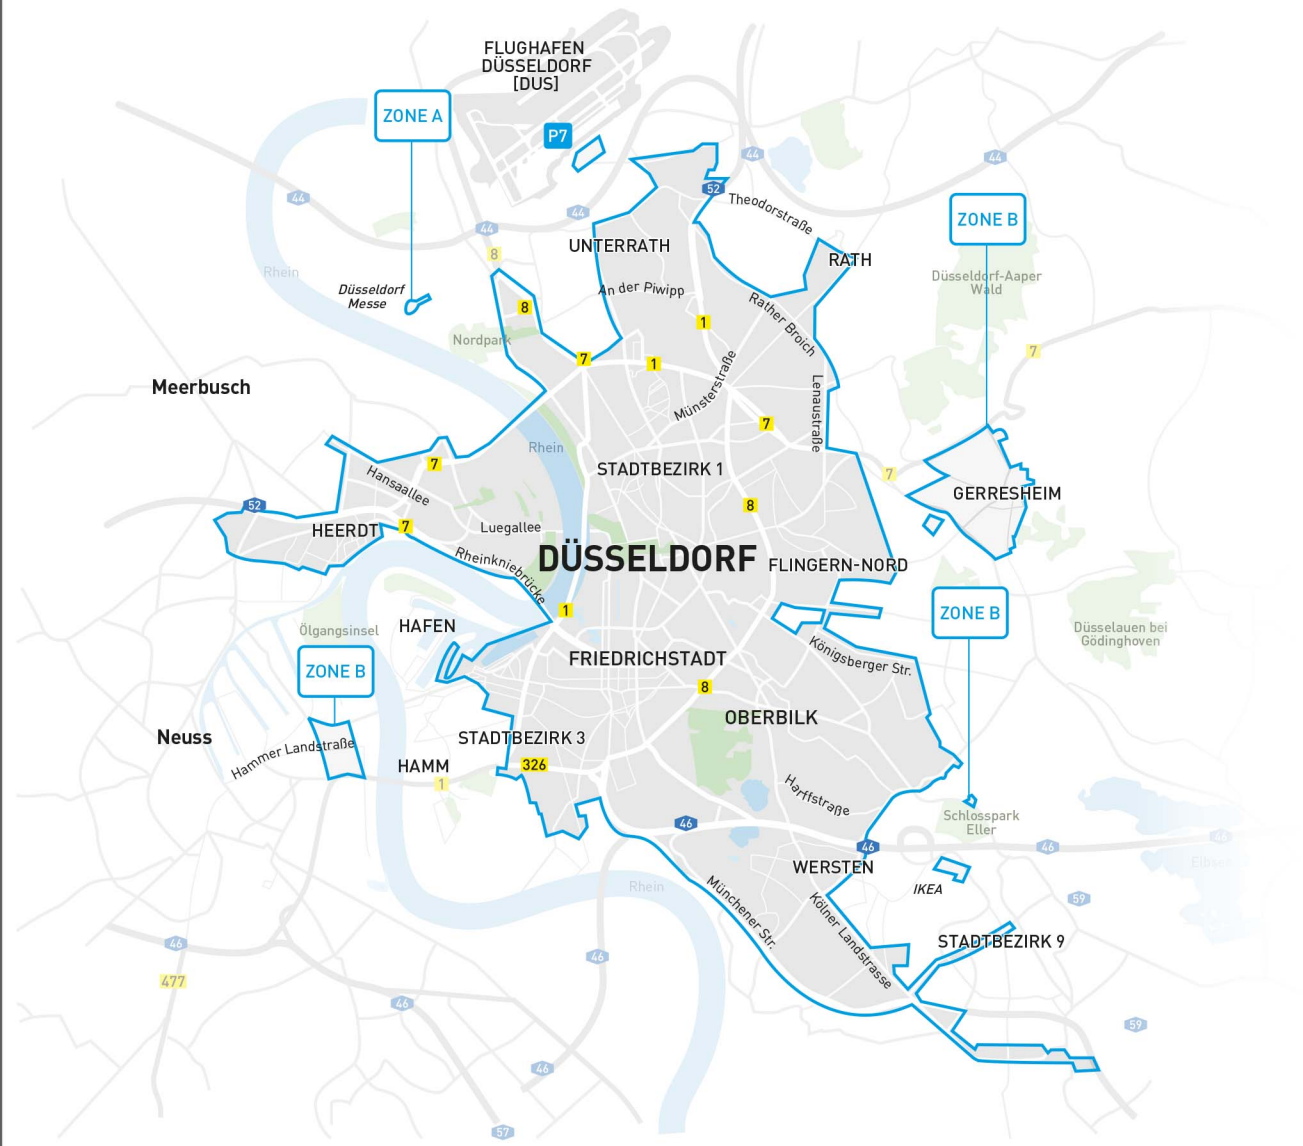 FLUGHAFEN
DÜSSELDORF
[DUS]
ZONE A
P7
44
44
52
Theodorstraße
44
44
44
ZONE B
UNTERRATH
RATH
8
Rhein
Düsseldorf
Messe
An der Piwipp
Düsseldorf-Aaper
Wald
8
1
Rather Broich
Nordpark
7
1
7
Meerbusch
Münsterstraße
Lenaustraße
7
Rhein
7
STADTBEZIRK 1
7
Hansaallee
GERRESHEIM
52
8
HEERDT
7
Luegallee
DÜSSELDORF
FLINGERN-NORD
Rheinkniebrücke
1
ZONE B
HAFEN
Ölgangsinsel
Düsselauen bei
Gödinghoven
FRIEDRICHSTADT
Königsberger Str.
ZONE B
8
OBERBILK
Neuss
STADTBEZIRK 3
Hammer Landstraße
HAMM
326
1
Harffstraße
Schlosspark
Eller
46
46
46
46
WERSTEN
IKEA
Rhein
Münchener Str.
Kölner Landstrasse
59
46
STADTBEZIRK 9
46
477
46
59
46
57